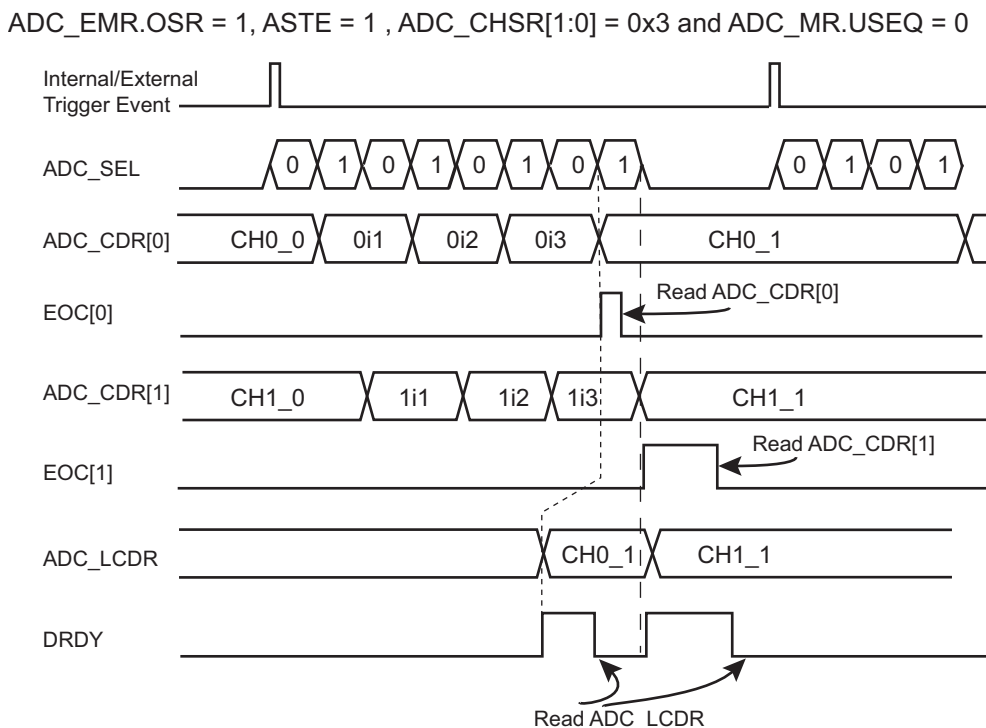 ADC_EMR.OSR = 1, ASTE = 1 , ADC_CHSR[1:0] = 0x3 and ADC_MR.USEQ = 0
Internal/External
Trigger Event
ADC_SEL 0 1 0 1 0 1 0 1 0 1 0 1
ADC_CDR[0] CH0_0 0i1 0i2 0i3 CH0_1
Read ADC_CDR[0]
EOC[0]
ADC_CDR[1] CH1_0 1i1 1i2 1i3 CH1_1
Read ADC_CDR[1]
EOC[1]
ADC_LCDR CH0_1 CH1_1
DRDY
Read ADC_LCDR